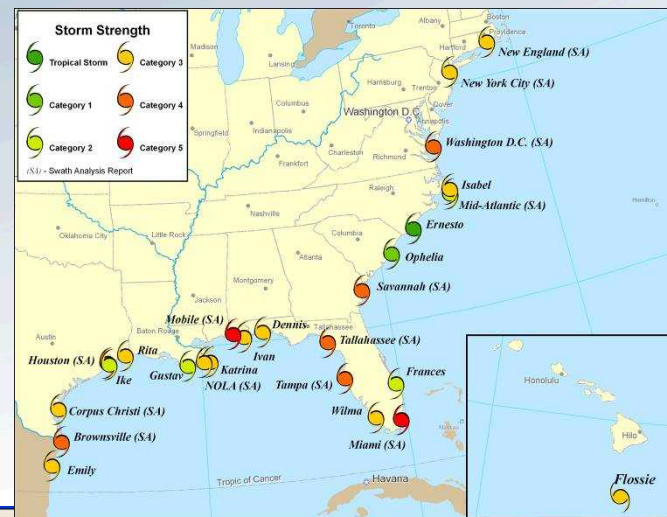 Storm Strength
Tropical Storm
Category 3
Category 1
Category 4
Category 2
Category 5
(SA) = Swath Analysis Report
Madison
Lansing
Toronto
Albany
Boston
Providence
Hartford
New England (SA)
New York City (SA)
Harrisburg
Trenton
Columbus
Dover
Annapolis
Washington D.C.
Springfield
Indianapolis
Washington D.C. (SA)
Charleston
Frankfort
Richmond
Isabel
Raleigh
Mid-Atlantic (SA)
Hamilton
Nashville
Ernesto
Oklahoma City
Little Rock
Columbia
Ophelia
Atlanta
Savannah (SA)
Montgomery
Jackson
Mobile (SA)
Dennis
Tallahassee
Baton Rouge
Austin
Ivan
Tallahassee (SA)
Houston (SA)
Rita
Katrina
Ike
Gustav
NOLA (SA)
Tampa (SA)
Frances
Honolulu
Corpus Christi (SA)
Wilma
Miami (SA)
Nassau
Hilo
Brownsville (SA)
Emily
Tropic of Cancer
Havana
Flossie